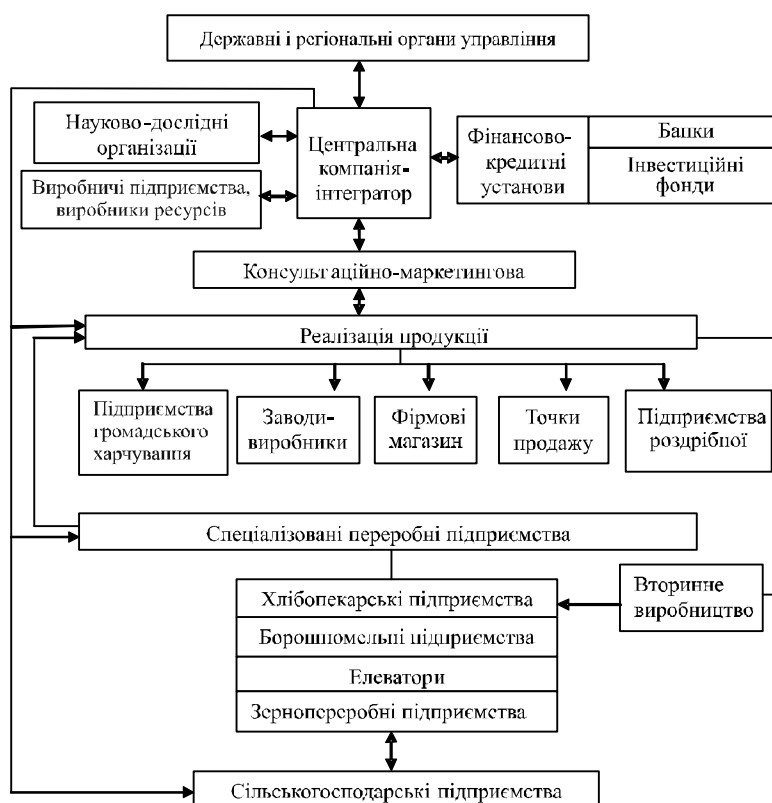 Державні і регіональні органи управління
Науково-дослідні
організації
Центральна
компанія-
інтегратор
Фінансово-
кредитні
установи
Банки
Інвестиційні
фонди
Виробничі підприємства,
виробники ресурсів
Консультаційно-маркетингова
Реалізація продукції
Підприємства
громадського
харчування
Заводи-
виробники
Фірмові
магазин
Точки
продажу
Підприємства
роздрібної
Спеціалізовані переробні підприємства
Хлібопекарські підприємства
Вторинне
виробництво
Борошномельні підприємства
Елеватори
Зернопереробні підприємства
Сільськогосподарські підприємства